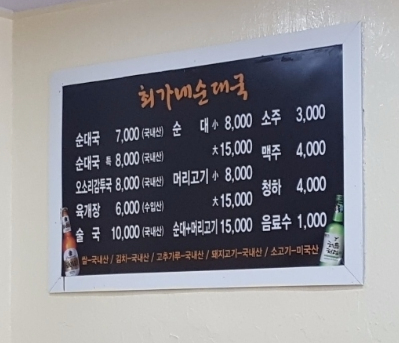 최가네순대국
순대국 7,000 (국내산) 순 대 小 8,000 소주 3,000
순대국 특 8,000 (국내산) 大 15,000 맥주 4,000
오소리감투국 8,000 (국내산) 머리고기 小 8,000 청하 4,000
육개장 6,000 (수입산) 大 15,000
술 국 10,000 (국내산) 순대+머리고기 15,000 음료수 1,000
쌀-국내산 / 김치-국내산 / 고추가루-국내산 / 돼지고기-국내산 / 소고기-미국산